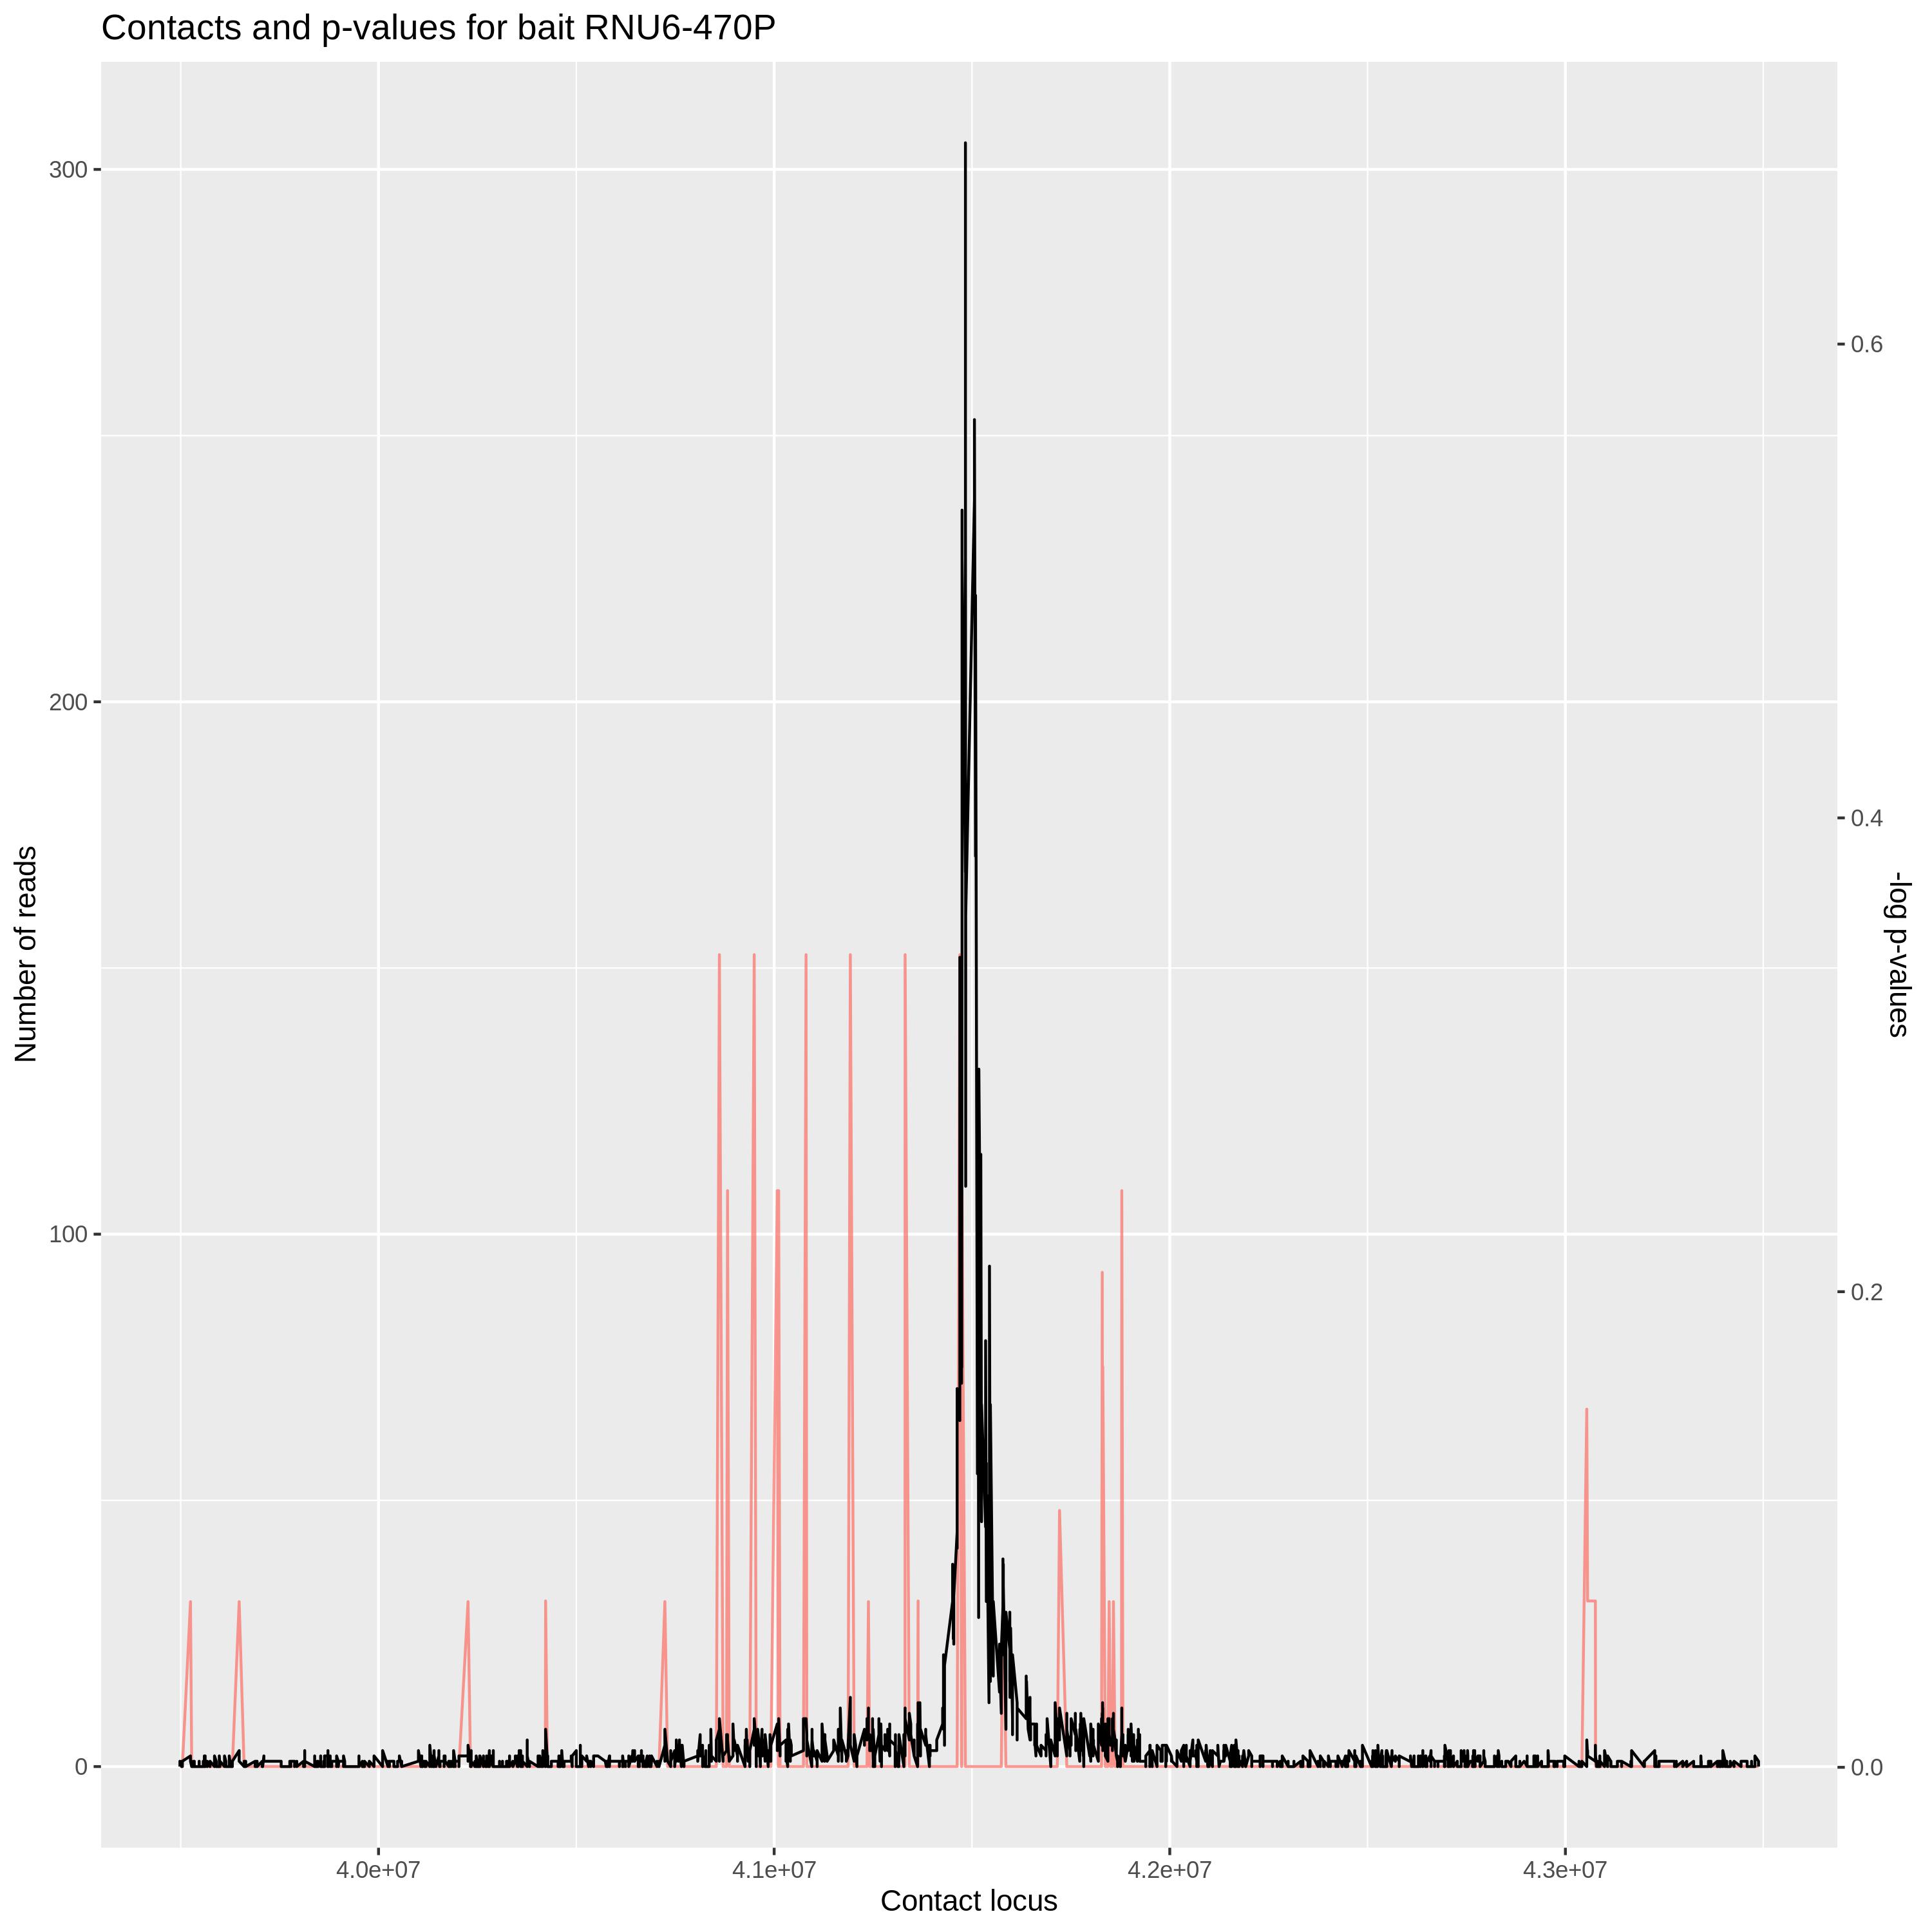 Contacts and p-values for bait RNU6-470P
300
200
100
0
Number of reads
0.6
0.4
0.2
0.0
-log p-values
4.0e+07
4.1e+07
4.2e+07
4.3e+07
Contact locus